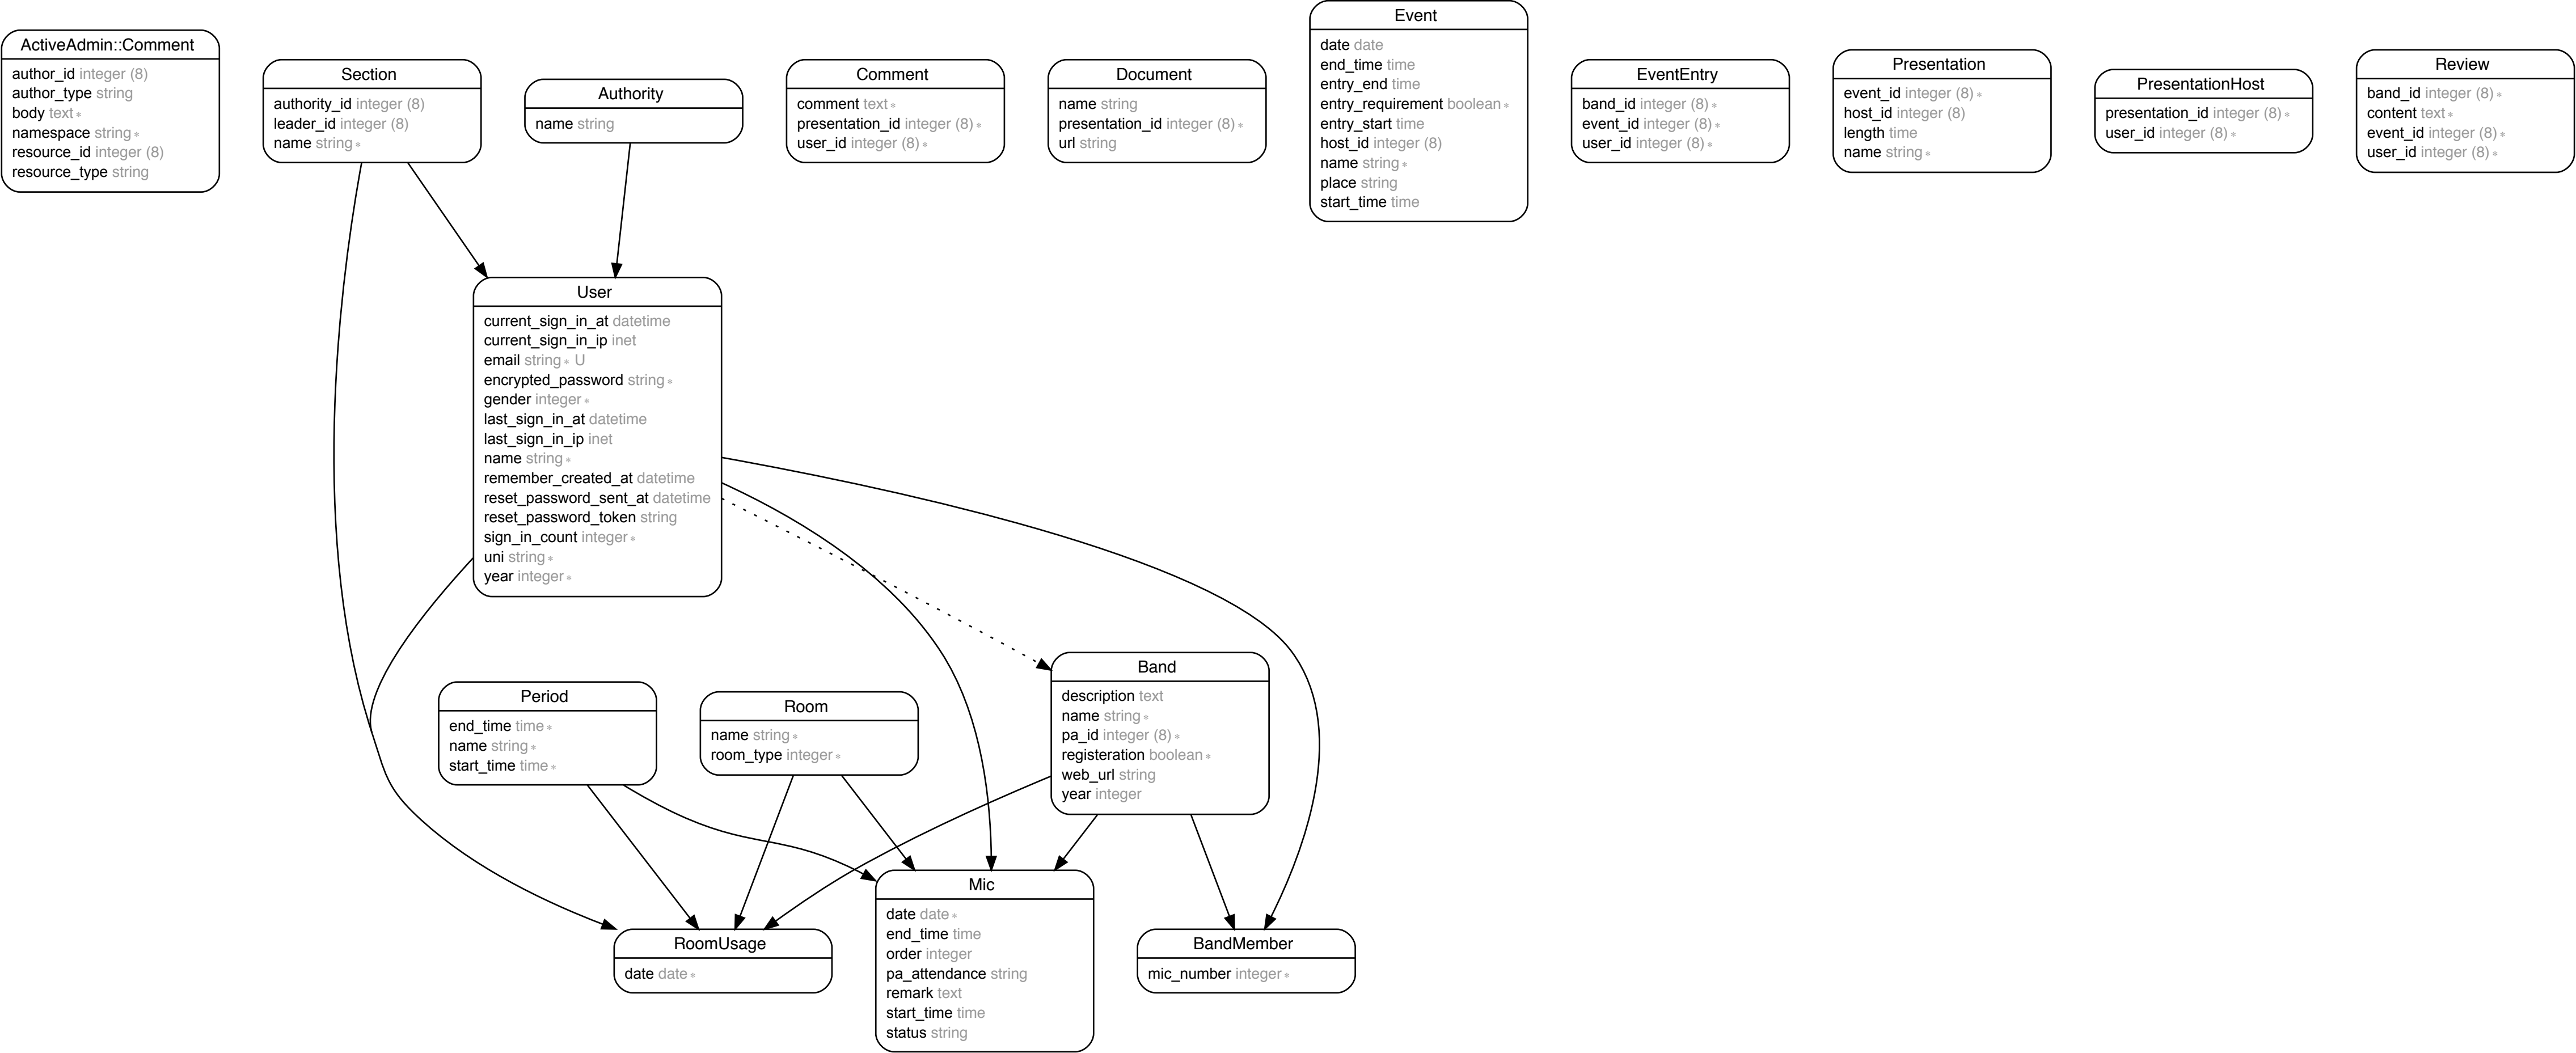 ActiveAdmin::Comment
author_id integer (8)
author_type string
body text ∗
namespace string ∗
resource_id integer (8)
resource_type string
Section
authority_id integer (8)
leader_id integer (8)
name string ∗
Authority
name string
Comment
comment text ∗
presentation_id integer (8) ∗
user_id integer (8) ∗
Document
name string
presentation_id integer (8) ∗
url string
Event
date date
end_time time
entry_end time
entry_requirement boolean ∗
entry_start time
host_id integer (8)
name string ∗
place string
start_time time
EventEntry
band_id integer (8) ∗
event_id integer (8) ∗
user_id integer (8) ∗
Presentation
event_id integer (8) ∗
host_id integer (8)
length time
name string ∗
PresentationHost
presentation_id integer (8) ∗
user_id integer (8) ∗
Review
band_id integer (8) ∗
content text ∗
event_id integer (8) ∗
user_id integer (8) ∗
User
current_sign_in_at datetime
current_sign_in_ip inet
email string ∗ U
encrypted_password string ∗
gender integer ∗
last_sign_in_at datetime
last_sign_in_ip inet
name string ∗
remember_created_at datetime
reset_password_sent_at datetime
reset_password_token string
sign_in_count integer ∗
uni string ∗
year integer ∗
Period
end_time time ∗
name string ∗
start_time time ∗
Room
name string ∗
room_type integer ∗
Band
description text
name string ∗
pa_id integer (8) ∗
registeration boolean ∗
web_url string
year integer
RoomUsage
date date ∗
Mic
date date ∗
end_time time
order integer
pa_attendance string
remark text
start_time time
status string
BandMember
mic_number integer ∗